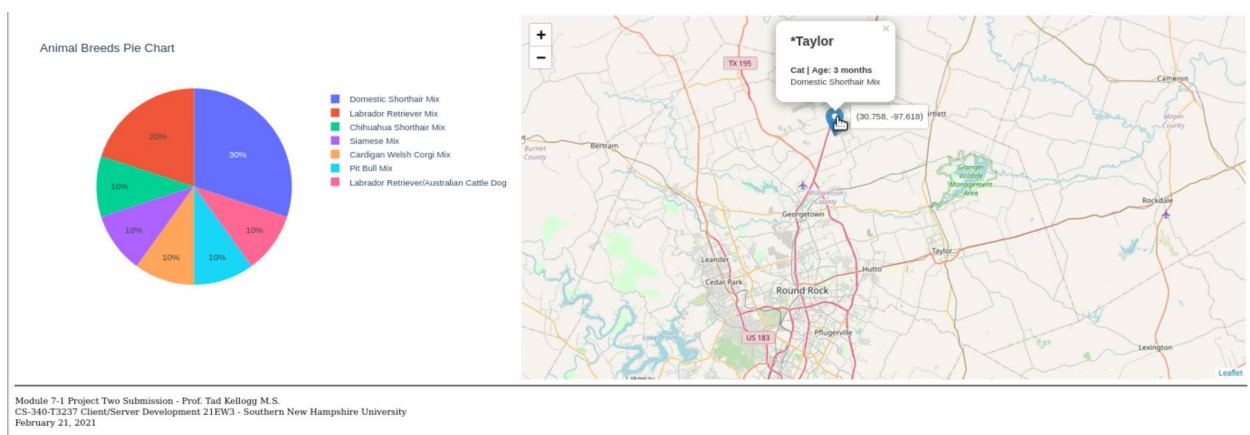 Animal Breeds Pie Chart
20%
30%
10%
10%
10%
10%
10%
Domestic Shorthair Mix
Labrador Retriever Mix
Chihuahua Shorthair Mix
Siamese Mix
Cardigan Welsh Corgi Mix
Pit Bull Mix
Labrador Retriever/Australian Cattle Dog
+
−
*Taylor
×
Cat | Age: 3 months
Domestic Shorthair Mix
(30.758, -97.618)
TX 195
Cameron
Milam
County
Burnet
County
Bertram
Granger
Wildlife
Management
Area
Williamson
County
Georgetown
Rockdale
Taylor
Leander
Hutto
Cedar Park
Round Rock
US 183
Pflugerville
Lake Travis
Lexington
Lakeway
Leaflet
Module 7-1 Project Two Submission - Prof. Tad Kellogg M.S.
CS-340-T3237 Client/Server Development 21EW3 - Southern New Hampshire University
February 21, 2021